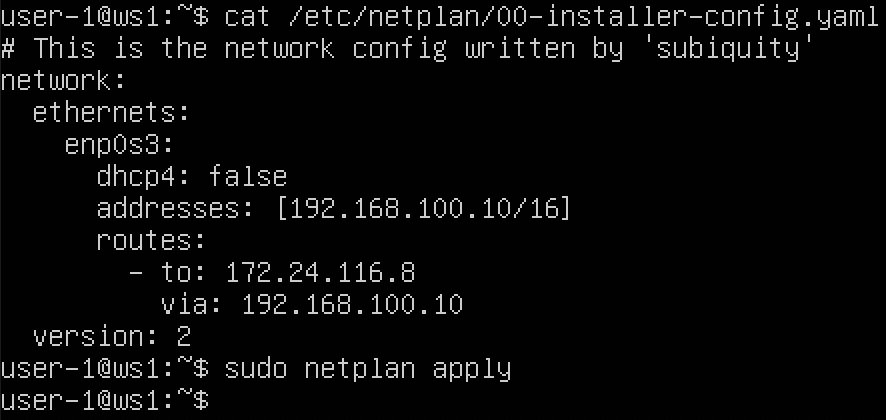 user-1@ws1:~$ cat /etc/netplan/00-installer-config.yaml
# This is the network config written by 'subiquity'
network:
  ethernets:
    enp0s3:
      dhcp4: false
      addresses: [192.168.100.10/16]
      routes:
        - to: 172.24.116.8
          via: 192.168.100.10
  version: 2
user-1@ws1:~$ sudo netplan apply
user-1@ws1:~$